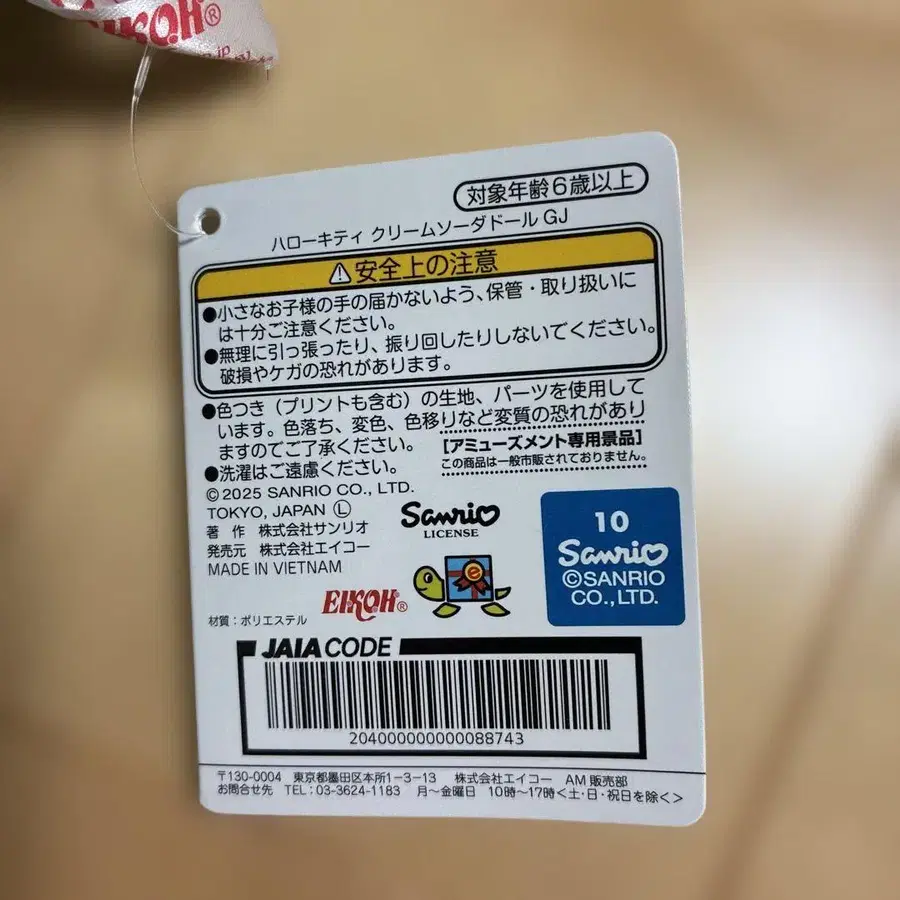 EIKOH®
対象年齢6歳以上
ハローキティ クリームソーダドール GJ
⚠安全上の注意
●小さなお子様の手の届かないよう、保管・取り扱いに
は十分ご注意ください。
●無理に引っ張ったり、振り回したりしないでください。
破損やケガの恐れがあります。
●色つき（プリントも含む）の生地、パーツを使用して
います。色落ち、変色、色移りなど変質の恐れがあり
ますのでご了承ください。
[アミューズメント専用景品]
この商品は一般市販されておりません。
●洗濯はご遠慮ください。
©2025 SANRIO CO., LTD.
TOKYO, JAPAN Ⓛ
著 作 株式会社サンリオ
発売元 株式会社エイコー
MADE IN VIETNAM
Sanrio
LICENSE
10
Sanrio
©SANRIO
CO.,LTD.
材質：ポリエステル
EIKOH®
e
JAIA CODE
204000000000088743
〒130-0004 東京都墨田区本所1-3-13 株式会社エイコー AM販売部
お問合せ先 TEL：03-3624-1183 月～金曜日 10時～17時<土・日・祝日を除く>